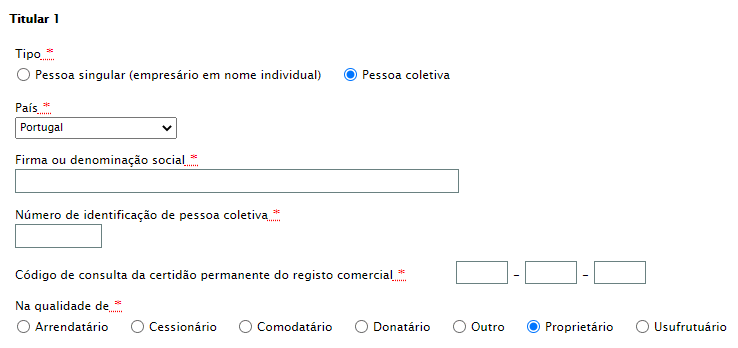 Titular 1
Tipo *
Pessoa singular (empresário em nome individual) Pessoa coletiva
País *
Portugal
Firma ou denominação social *
Número de identificação de pessoa coletiva *
Código de consulta da certidão permanente do registo comercial * - -
Na qualidade de *
Arrendatário Cessionário Comodatário Donatário Outro Proprietário Usufrutuário